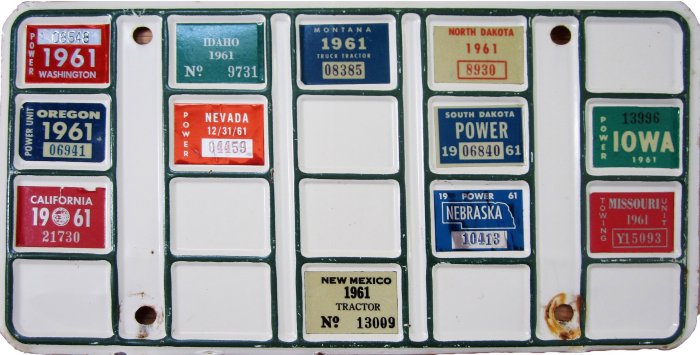 08548
POWER
1961
WASHINGTON
IDAHO
1961
Nº 9731
MONTANA
1961
TRUCK TRACTOR
08385
NORTH DAKOTA
1961
8930
OREGON
POWER UNIT
1961
06941
NEVADA
POWER
12/31/61
04459
SOUTH DAKOTA
POWER
19 06840 61
13996
POWER
IOWA
1961
CALIFORNIA
19 61
21730
19 POWER 61
NEBRASKA
10413
MISSOURI
TOWING UNIT
1961
Y15093
NEW MEXICO
1961
TRACTOR
Nº 13009